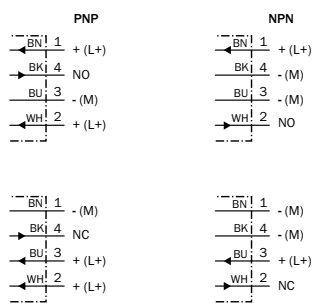 PNP
BN 1 + (L+)
BK 4 NO
BU 3 - (M)
WH 2 + (L+)
NPN
BN 1 + (L+)
BK 4 - (M)
BU 3 - (M)
WH 2 NO
BN 1 - (M)
BK 4 NC
BU 3 + (L+)
WH 2 + (L+)
BN 1 - (M)
BK 4 - (M)
BU 3 + (L+)
WH 2 NC